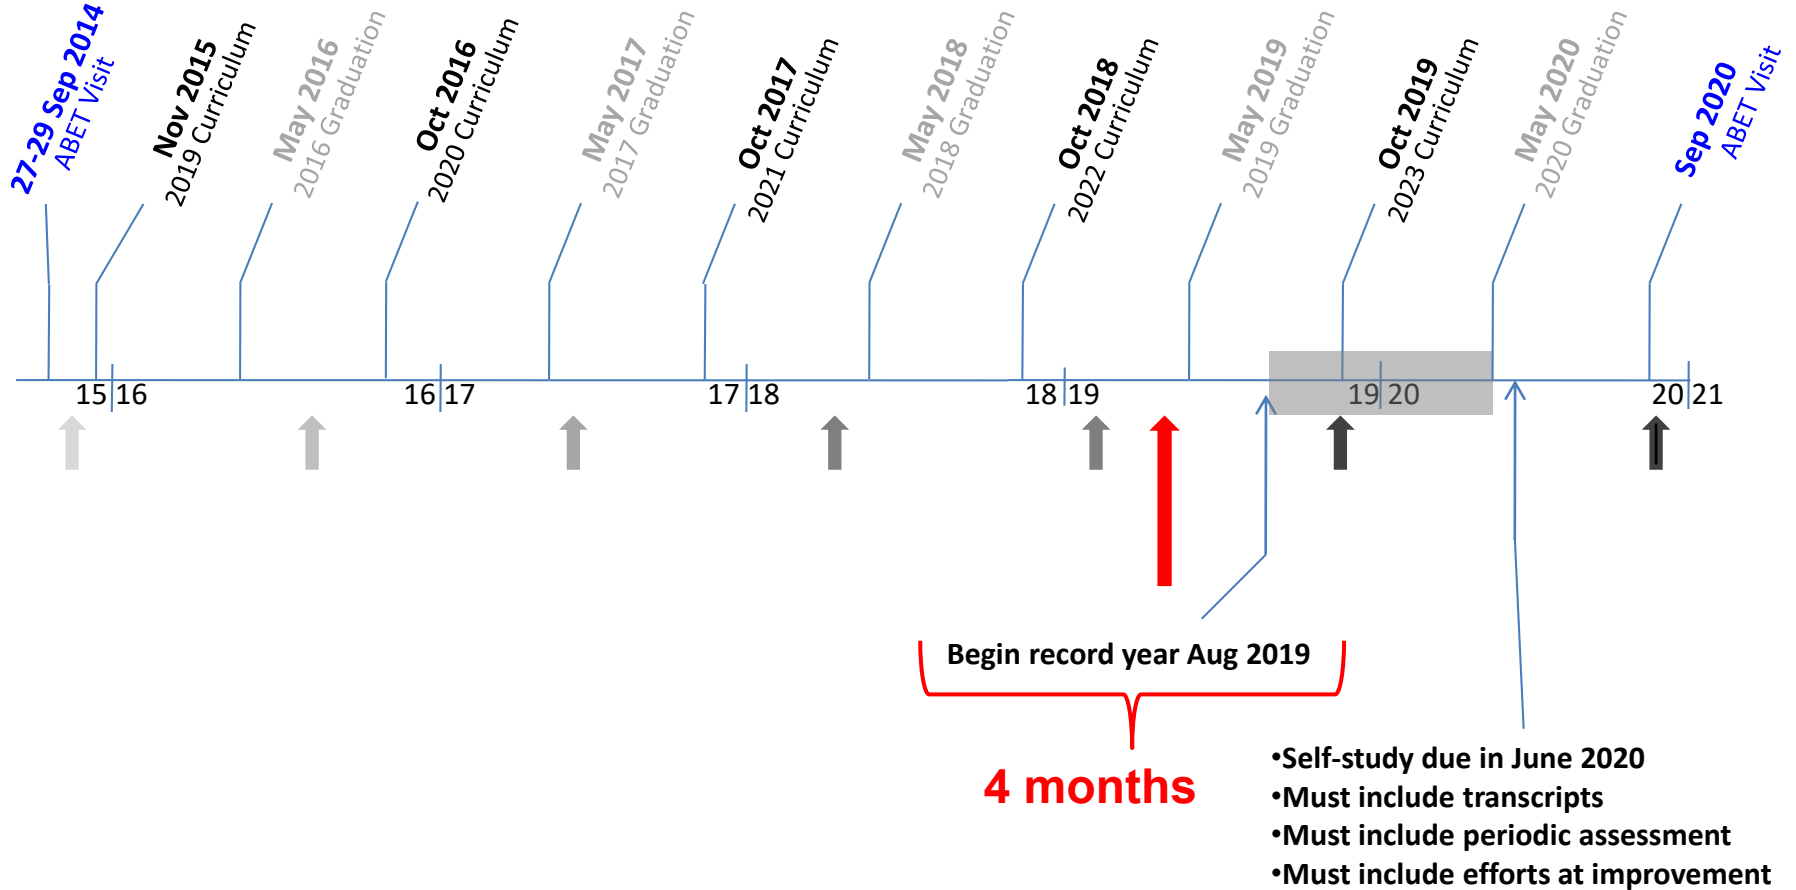 27-29 Sep 2014
ABET Visit
Nov 2015
2019 Curriculum
May 2016
2016 Graduation
Oct 2016
2020 Curriculum
May 2017
2017 Graduation
Oct 2017
2021 Curriculum
May 2018
2018 Graduation
Oct 2018
2022 Curriculum
May 2019
2019 Graduation
Oct 2019
2023 Curriculum
May 2020
2020 Graduation
Sep 2020
ABET Visit
15 16
16 17
17 18
18 19
19 20
20 21
Begin record year Aug 2019
4 months
•Self-study due in June 2020
•Must include transcripts
•Must include periodic assessment
•Must include efforts at improvement